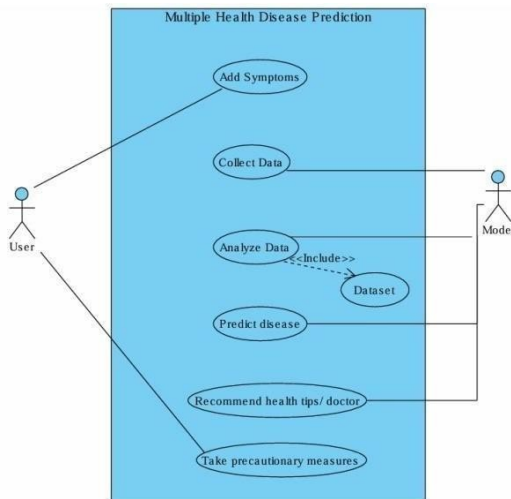 Multiple Health Disease Prediction
Add Symptoms
Collect Data
User
Mode
Analyze Data
<<Include>>
Dataset
Predict disease
Recommend health tips/ doctor
Take precautionary measures